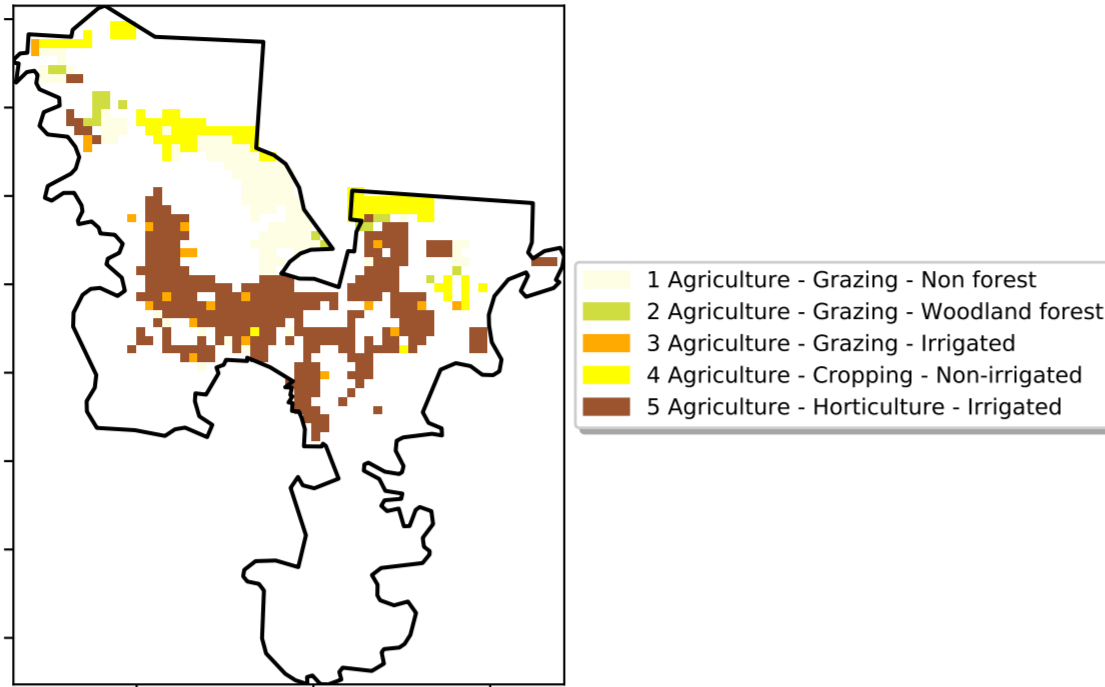 1 Agriculture - Grazing - Non forest
2 Agriculture - Grazing - Woodland forest
3 Agriculture - Grazing - Irrigated
4 Agriculture - Cropping - Non-irrigated
5 Agriculture - Horticulture - Irrigated